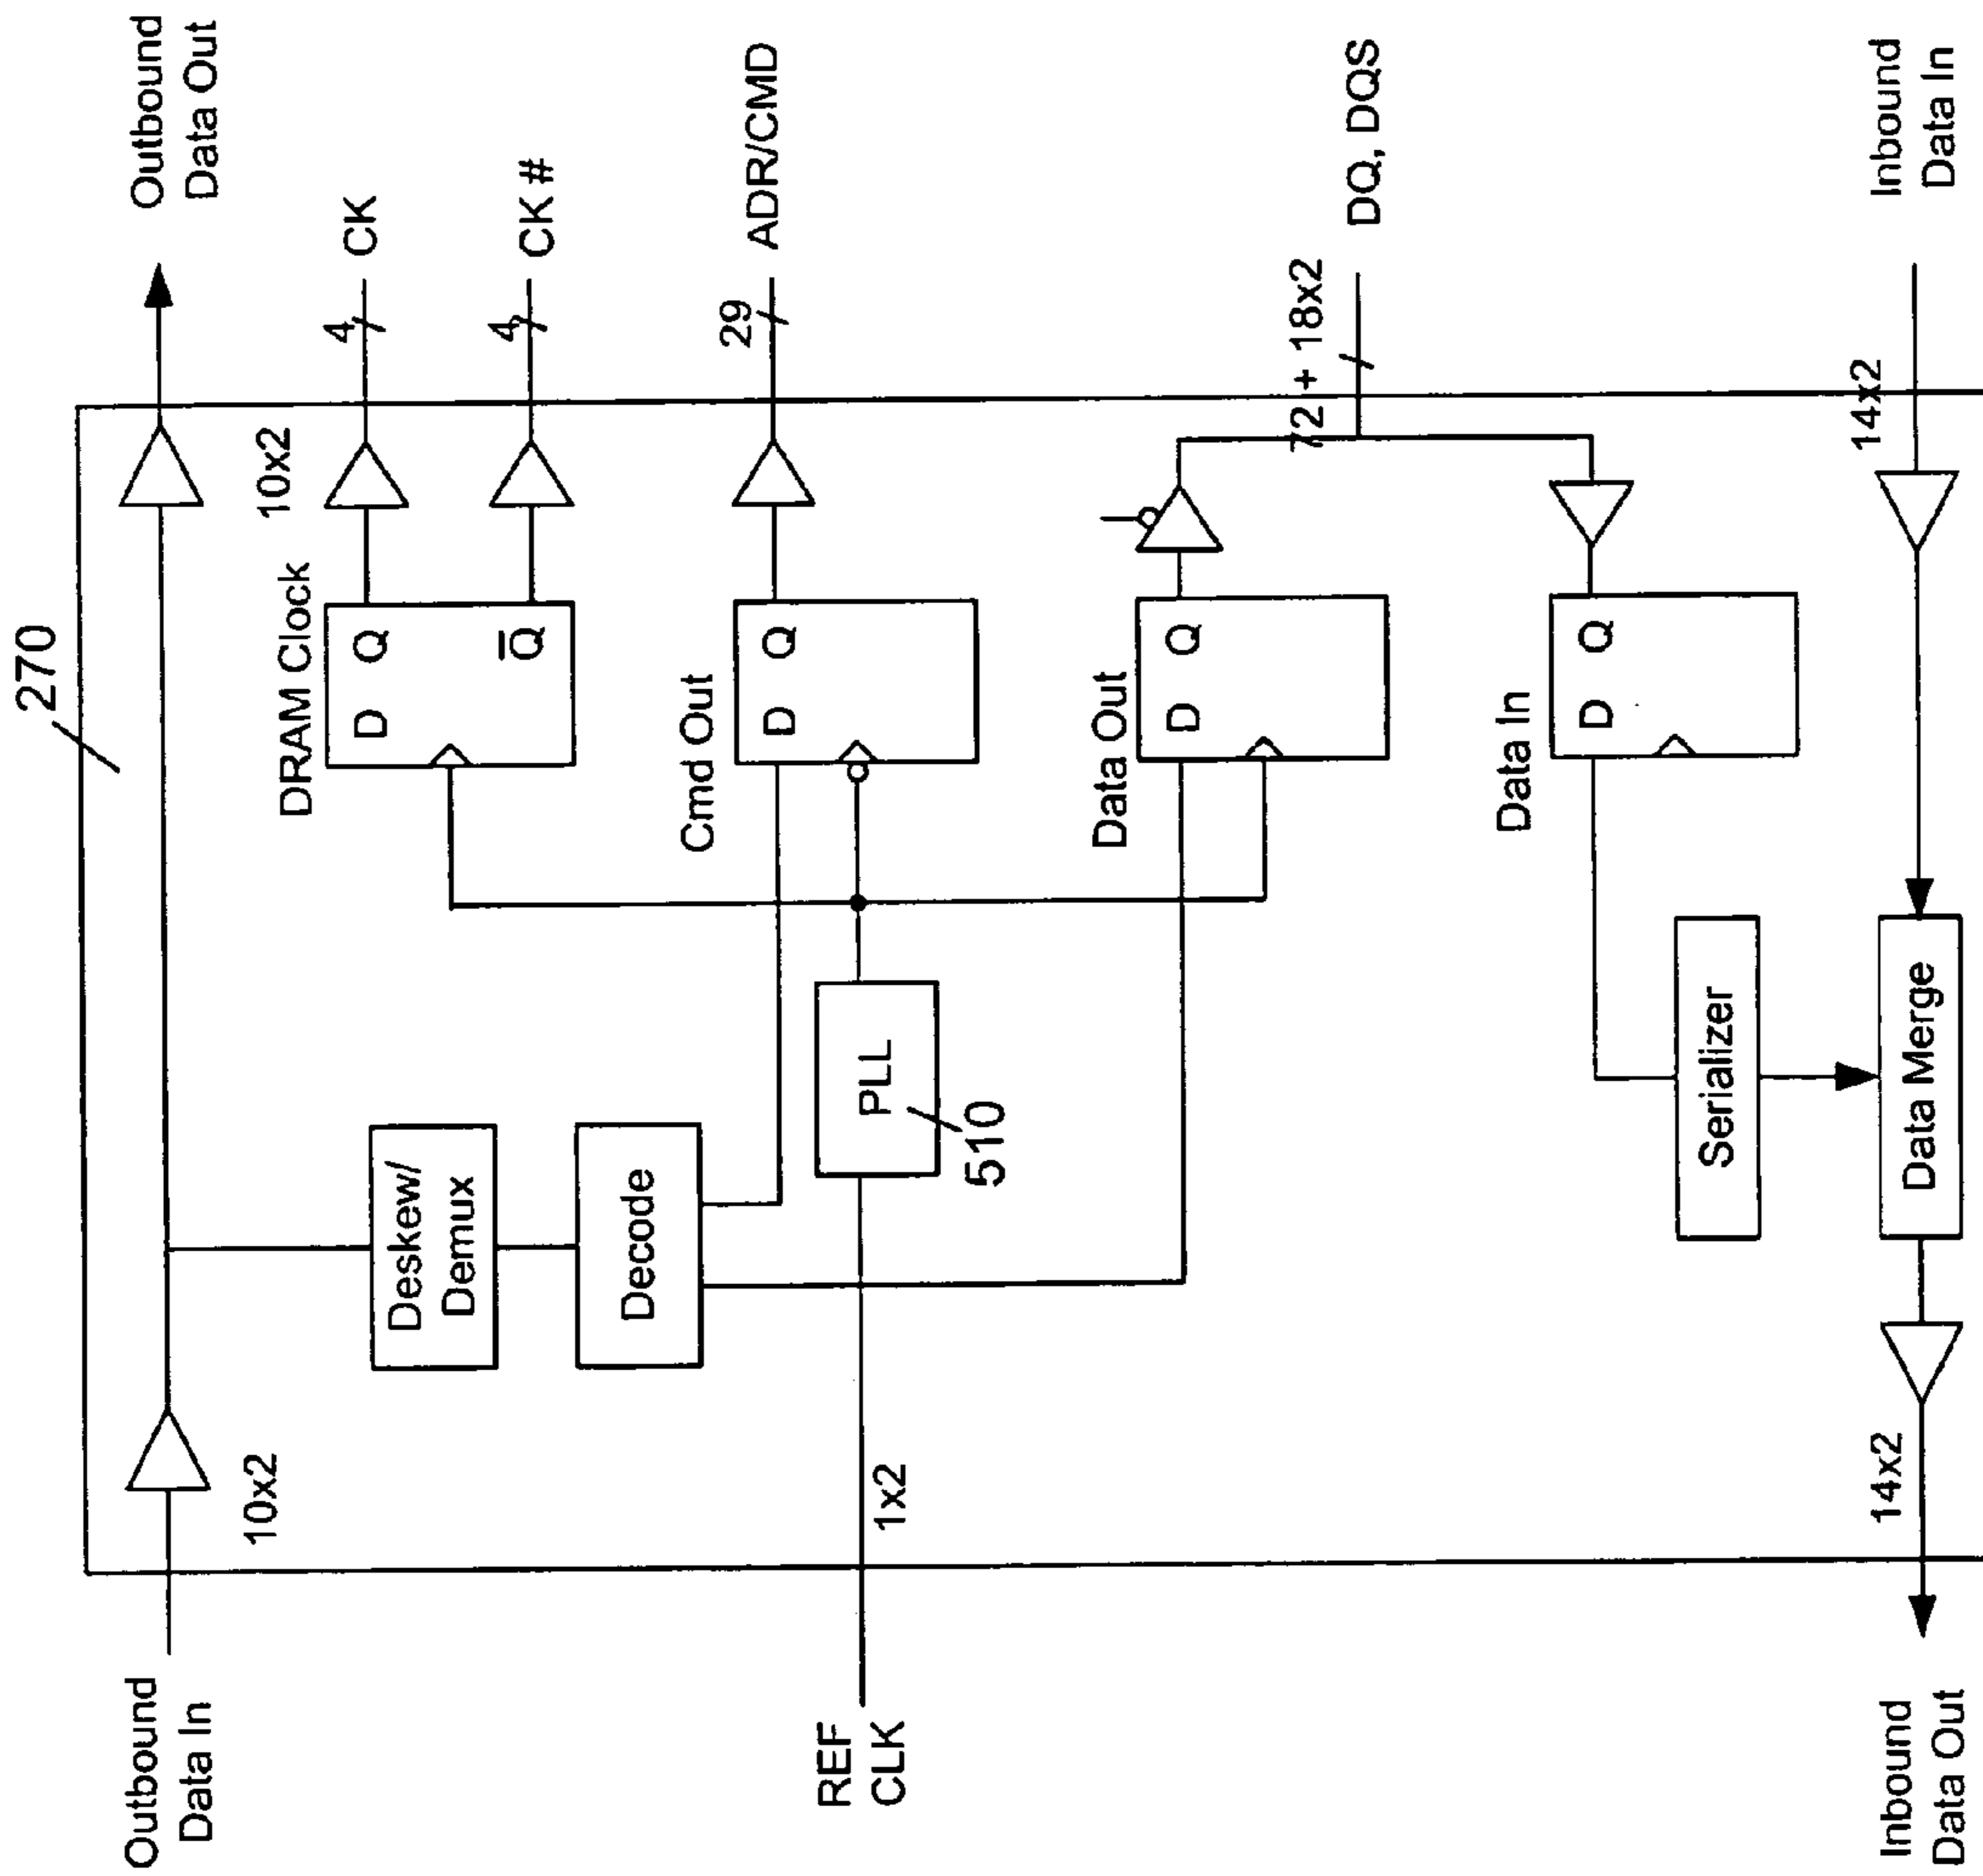 Outbound
Data In
10x2
270
10x2
Outbound
Data Out
Deskew/
Demux
Decode
DRAM Clock
D Q
Q̅
4
CK
4
CK #
Cmd Out
D Q
29
ADR/CMD
REF
CLK
1x2
PLL
510
Data Out
D Q
72 + 18x2
DQ, DQS
Data In
D Q
Serializer
Data Merge
14x2
Inbound
Data In
14x2
Inbound
Data Out